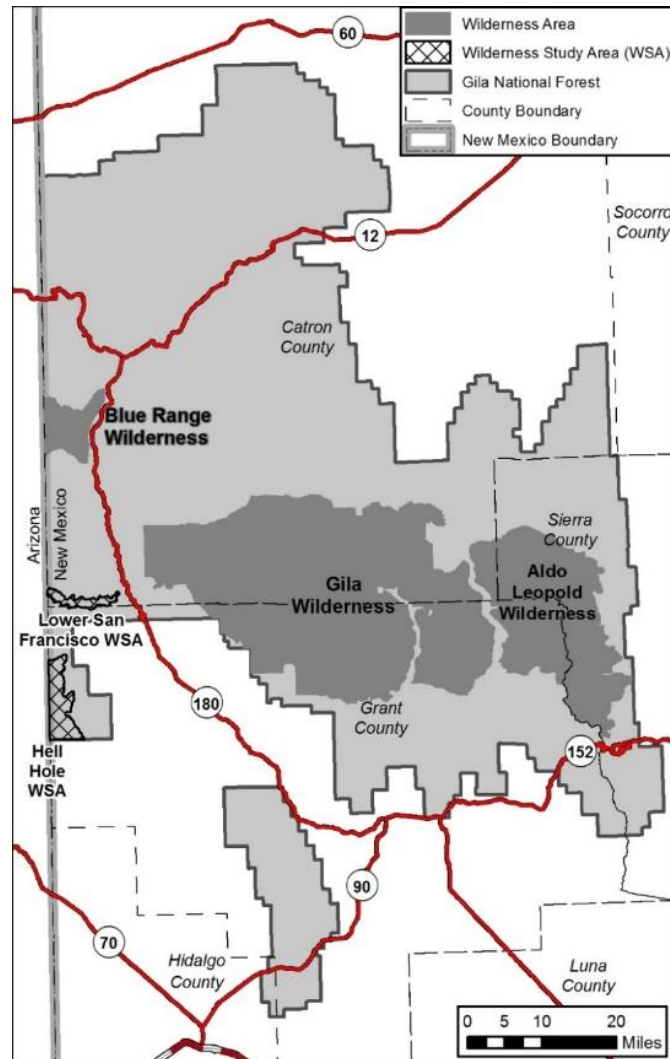 60
Wilderness Area
Wilderness Study Area (WSA)
Gila National Forest
County Boundary
New Mexico Boundary
Socorro
County
12
Catron
County
Blue Range
Wilderness
Arizona
New Mexico
Sierra
County
Gila
Wilderness
Aldo
Leopold
Wilderness
Lower San
Francisco WSA
180
Grant
County
Hell
Hole
WSA
152
90
70
Hidalgo
County
Luna
County
0 5 10 20
Miles